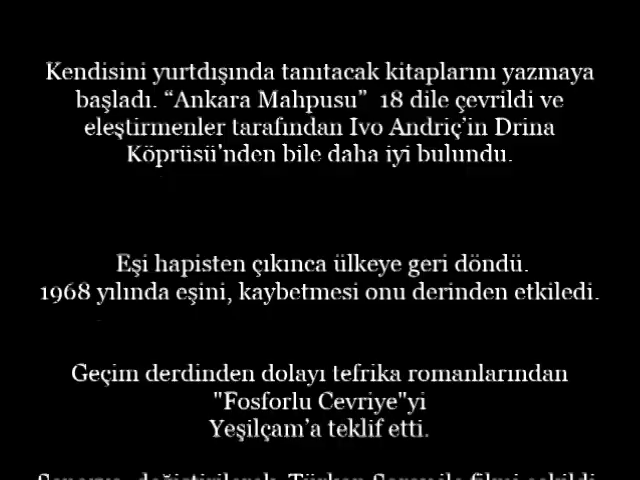 Kendisini yurtdışında tanıtacak kitaplarını yazmaya
başladı. “Ankara Mahpusu” 18 dile çevrildi ve
eleştirmenler tarafından Ivo Andriç’in Drina
Köprüsü'nden bile daha iyi bulundu.
Eşi hapisten çıkınca ülkeye geri döndü.
1968 yılında eşini, kaybetmesi onu derinden etkiledi.
Geçim derdinden dolayı tefrika romanlarından
"Fosforlu Cevriye"yi
Yeşilçam’a teklif etti.